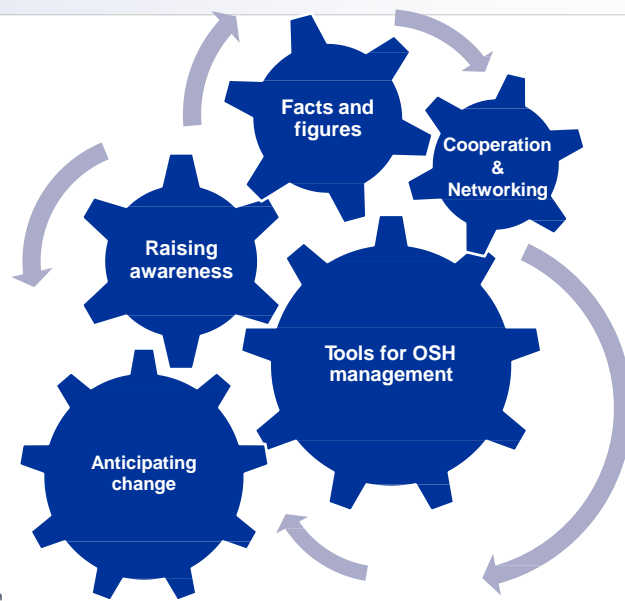 Facts and
figures
Cooperation
&
Networking
Raising
awareness
Tools for OSH
management
Anticipating
change